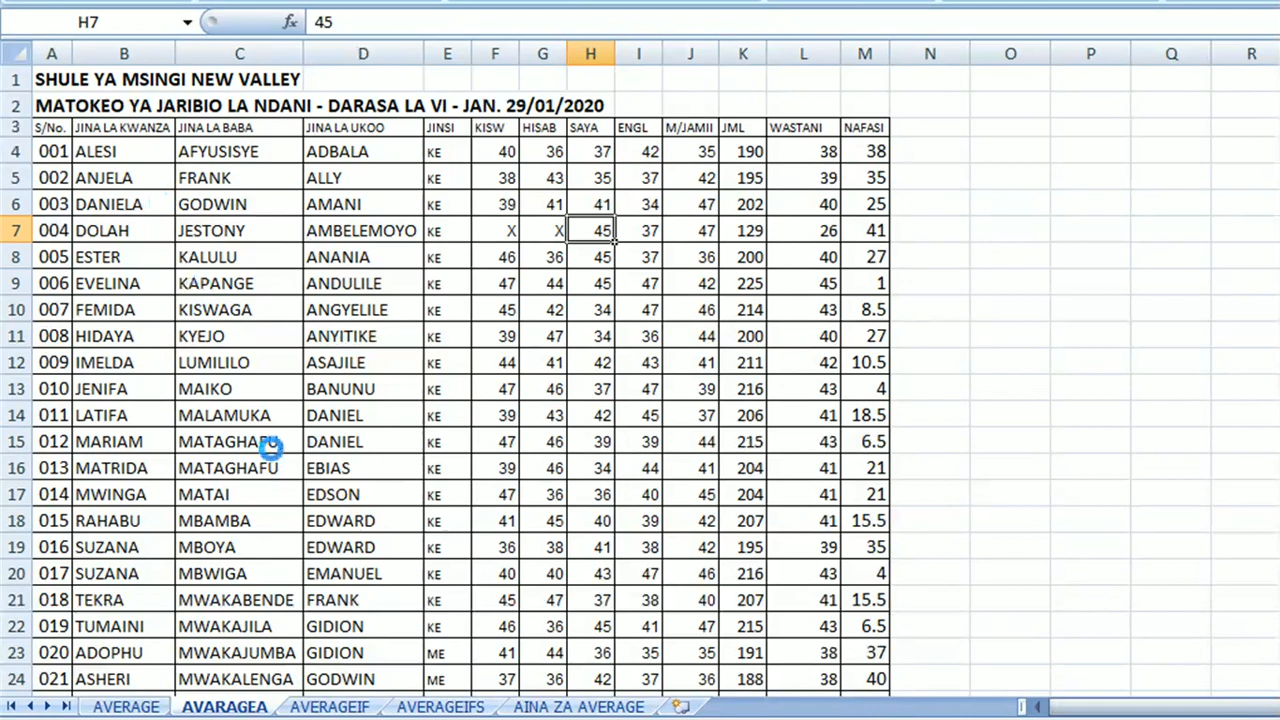 H7 fx 45
A B C D E F G H I J K L M N O P Q R
1 SHULE YA MSINGI NEW VALLEY
2 MATOKEO YA JARIBIO LA NDANI - DARASA LA VI - JAN. 29/01/2020
3 S/No. JINA LA KWANZA JINA LA BABA JINA LA UKOO JINSI KISW HISAB SAYA ENGL M/JAMII JML WASTANI NAFASI
4 001 ALESI AFYUSISYE ADBALA KE 40 36 37 42 35 190 38 38
5 002 ANJELA FRANK ALLY KE 38 43 35 37 42 195 39 35
6 003 DANIELA GODWIN AMANI KE 39 41 41 34 47 202 40 25
7 004 DOLAH JESTONY AMBELEMOYO KE X X 45 37 47 129 26 41
8 005 ESTER KALULU ANANIA KE 46 36 45 37 36 200 40 27
9 006 EVELINA KAPANGE ANDULILE KE 47 44 45 47 42 225 45 1
10 007 FEMIDA KISWAGA ANGYELILE KE 45 42 34 47 46 214 43 8.5
11 008 HIDAYA KYEJO ANYITIKE KE 39 47 34 36 44 200 40 27
12 009 IMELDA LUMILILO ASAJILE KE 44 41 42 43 41 211 42 10.5
13 010 JENIFA MAIKO BANUNU KE 47 46 37 47 39 216 43 4
14 011 LATIFA MALAMUKA DANIEL KE 39 43 42 45 37 206 41 18.5
15 012 MARIAM MATAGHAFU DANIEL KE 47 46 39 39 44 215 43 6.5
16 013 MATRIDA MATAGHAFU EBIAS KE 39 46 34 44 41 204 41 21
17 014 MWINGA MATAI EDSON KE 47 36 36 40 45 204 41 21
18 015 RAHABU MBAMBA EDWARD KE 41 45 40 39 42 207 41 15.5
19 016 SUZANA MBOYA EDWARD KE 36 38 41 38 42 195 39 35
20 017 SUZANA MBWIGA EMANUEL KE 40 40 43 47 46 216 43 4
21 018 TEKRA MWAKABENDE FRANK KE 45 47 37 38 40 207 41 15.5
22 019 TUMAINI MWAKAJILA GIDION KE 46 36 45 41 47 215 43 6.5
23 020 ADOPHU MWAKAJUMBA GIDION ME 41 44 36 35 35 191 38 37
24 021 ASHERI MWAKALENGA GODWIN ME 37 36 42 37 36 188 38 40
AVERAGE AVARAGEA AVERAGEIF AVERAGEIFS AINA ZA AVERAGE